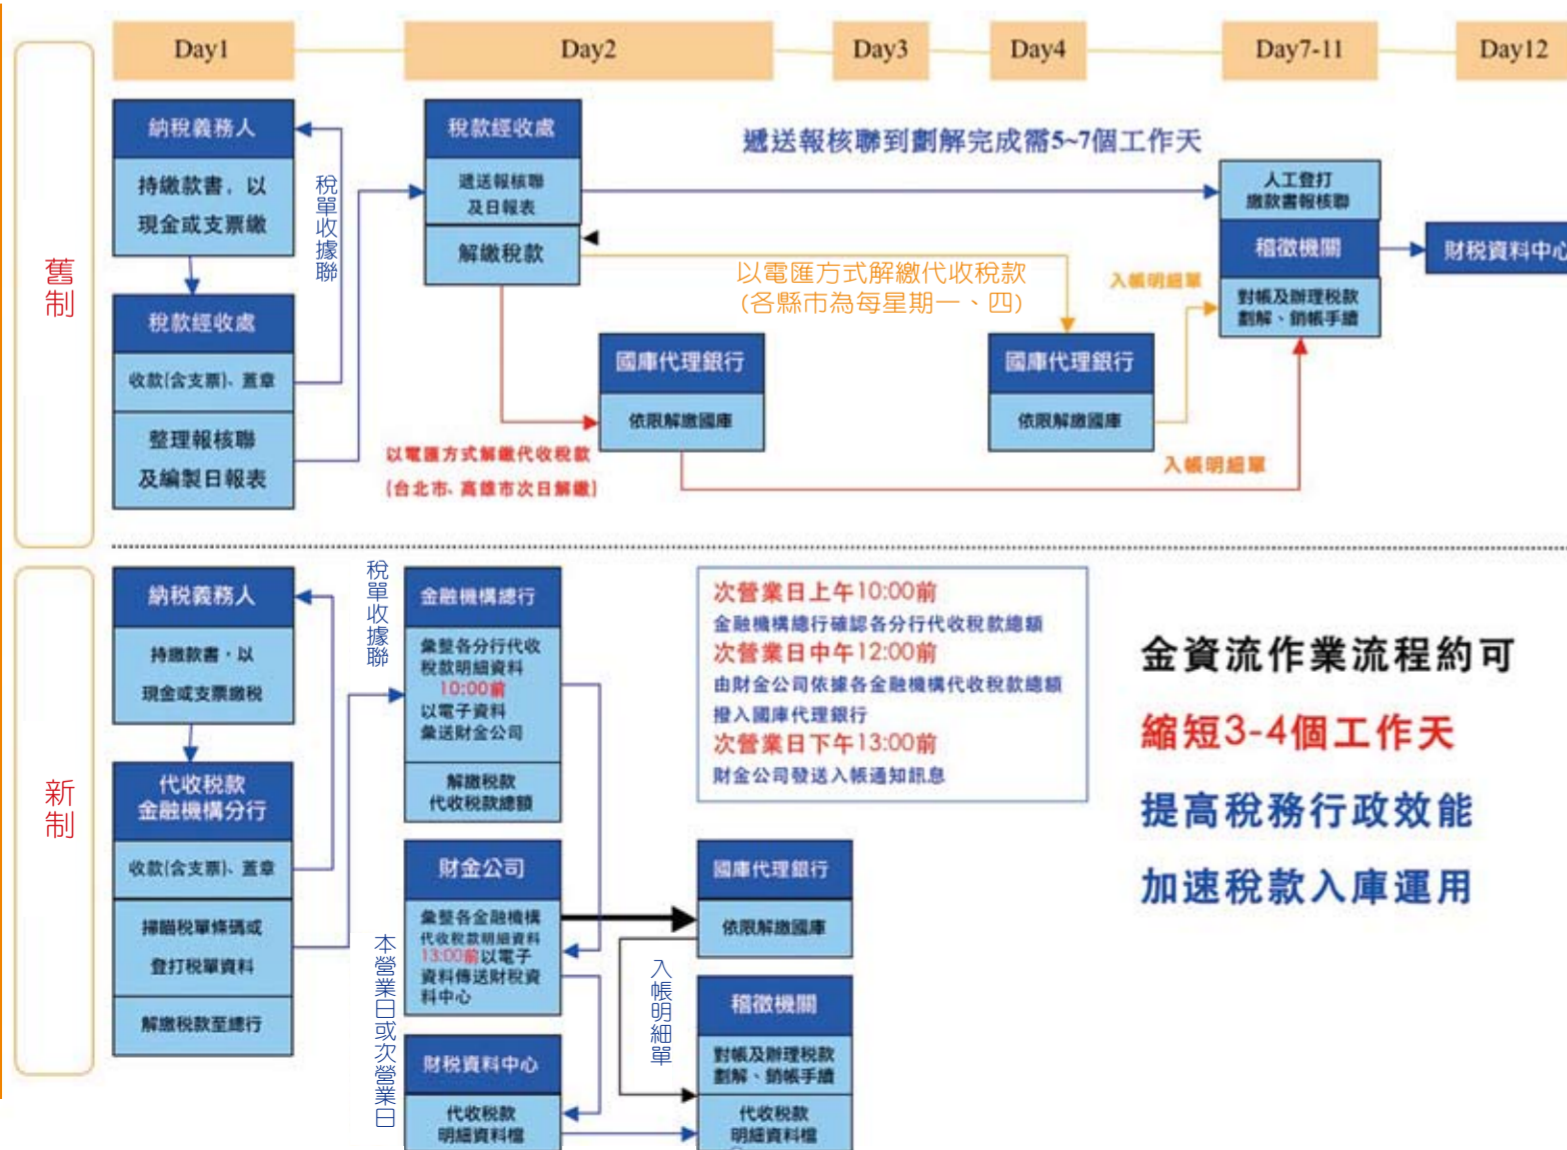 Day1
Day2
Day3
Day4
Day7-11
Day12
舊制
納稅義務人
持繳款書，以
現金或支票繳
稅款經收處
收款(含支票)、蓋章
整理報核聯
及編製日報表
稅單收據聯
稅款經收處
遞送報核聯
及日報表
解繳稅款
遞送報核聯到劃解完成需5~7個工作天
以電匯方式解繳代收稅款
(各縣市為每星期一、四)
國庫代理銀行
依限解繳國庫
以電匯方式解繳代收稅款
(台北市、高雄市次日解繳)
國庫代理銀行
依限解繳國庫
入帳明細單
入帳明細單
人工登打
繳款書報核聯
稽徵機關
對帳及辦理稅款
劃解、銷帳手續
財稅資料中心
新制
納稅義務人
持繳款書，以
現金或支票繳稅
代收稅款
金融機構分行
收款(含支票)、蓋章
掃瞄稅單條碼或
登打稅單資料
解繳稅款至總行
稅單收據聯
金融機構總行
彙整各分行代收
稅款明細資料
10:00前
以電子資料
彙送財金公司
解繳稅款
代收稅款總額
財金公司
彙整各金融機構
代收稅款明細資料
13:00前以電子
資料傳送財稅資
料中心
本營業日或次營業日
財稅資料中心
代收稅款
明細資料檔
次營業日上午10:00前
金融機構總行確認各分行代收稅款總額
次營業日中午12:00前
由財金公司依據各金融機構代收稅款總額
撥入國庫代理銀行
次營業日下午13:00前
財金公司發送入帳通知訊息
國庫代理銀行
依限解繳國庫
入帳明細單
稽徵機關
對帳及辦理稅款
劃解、銷帳手續
代收稅款
明細資料檔
金資流作業流程約可
縮短3-4個工作天
提高稅務行政效能
加速稅款入庫運用